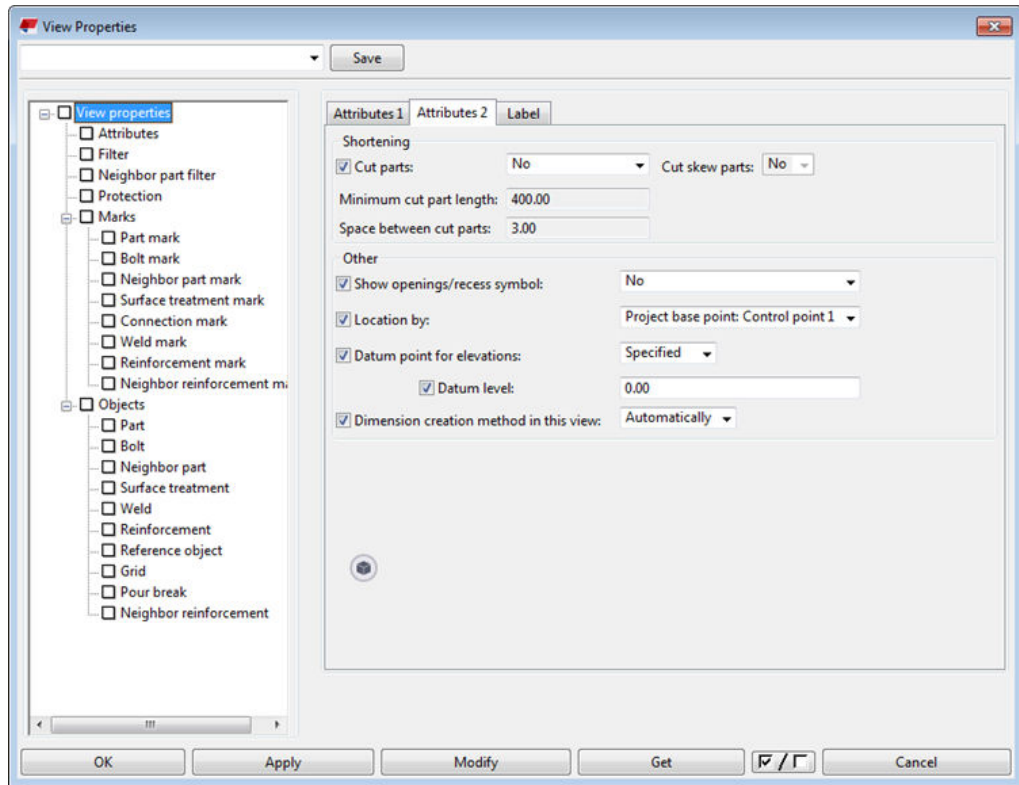 View Properties
Save
View properties
Attributes
Filter
Neighbor part filter
Protection
Marks
Part mark
Bolt mark
Neighbor part mark
Surface treatment mark
Connection mark
Weld mark
Reinforcement mark
Neighbor reinforcement ma
Objects
Part
Bolt
Neighbor part
Surface treatment
Weld
Reinforcement
Reference object
Grid
Pour break
Neighbor reinforcement
Attributes 1 Attributes 2 Label
Shortening
Cut parts: No Cut skew parts: No
Minimum cut part length: 400.00
Space between cut parts: 3.00
Other
Show openings/recess symbol: No
Location by: Project base point: Control point 1
Datum point for elevations: Specified
Datum level: 0.00
Dimension creation method in this view: Automatically
OK Apply Modify Get / Cancel